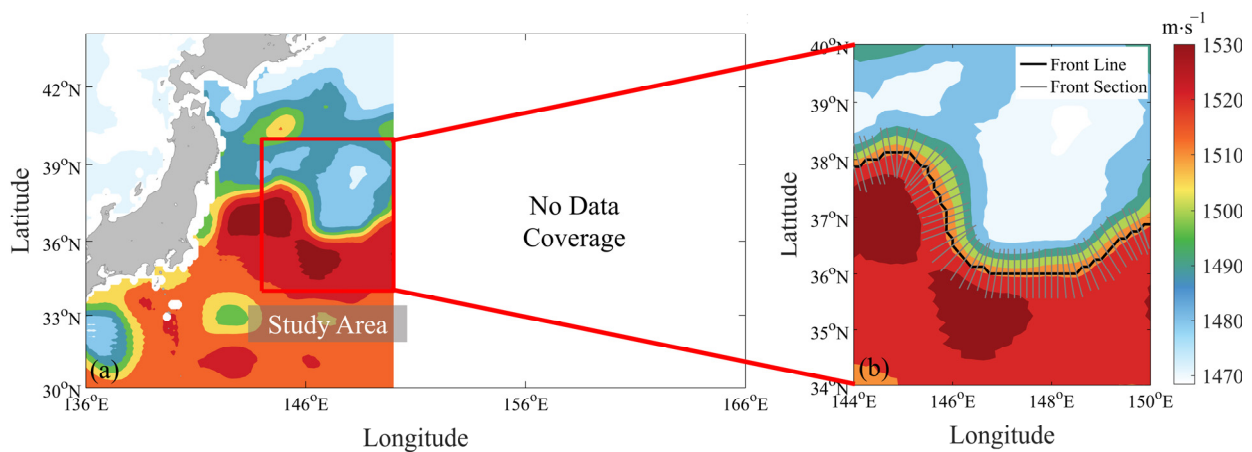 Longitude
m·s⁻¹
42°N
39°N
36°N
33°N
30°N
Latitude
No Data
Coverage
Study Area
(a)
136°E
146°E
156°E
166°E
Longitude
40°N
39°N
38°N
37°N
36°N
35°N
34°N
Latitude
Front Line
Front Section
(b)
144°E
146°E
148°E
150°E
Longitude
1530
1520
1510
1500
1490
1480
1470